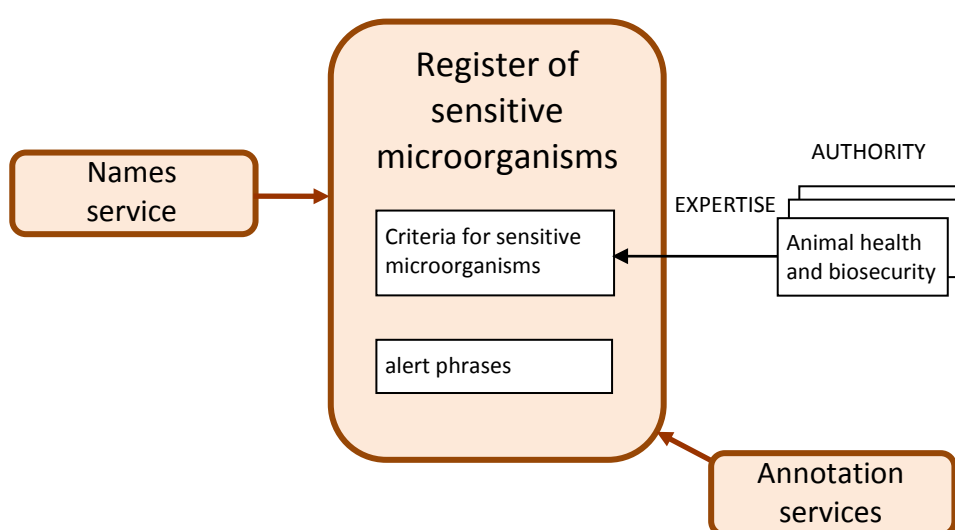 Register of
sensitive
microorganisms
Names
service
AUTHORITY
EXPERTISE
Criteria for sensitive
microorganisms
Animal health
and biosecurity
alert phrases
Annotation
services